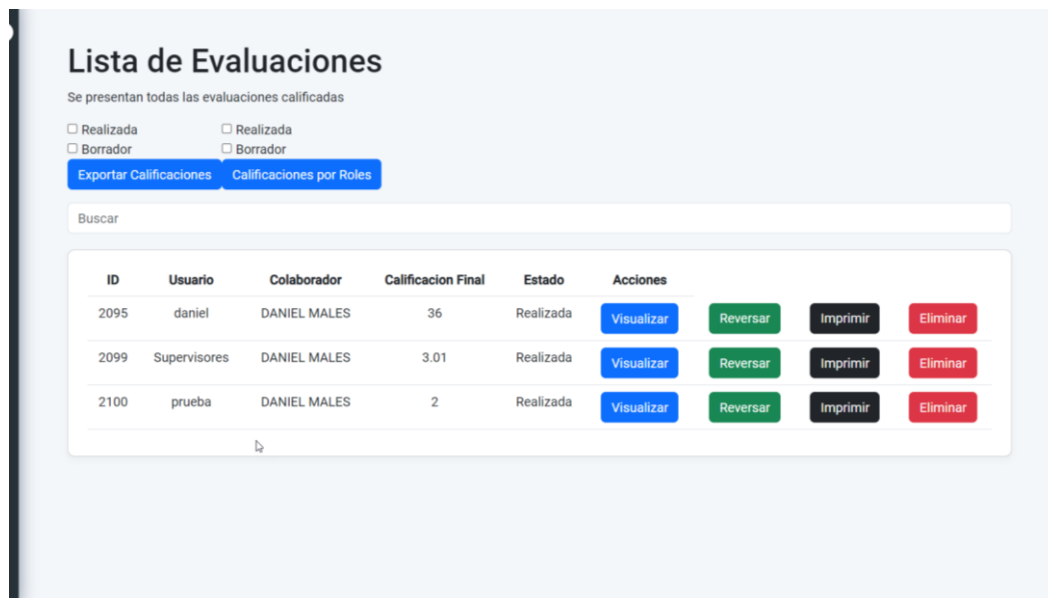 Lista de Evaluaciones
Se presentan todas las evaluaciones calificadas
Realizada Realizada
Borrador Borrador
Exportar Calificaciones Calificaciones por Roles
Buscar
ID Usuario Colaborador Calificacion Final Estado Acciones
2095 daniel DANIEL MALES 36 Realizada Visualizar Reversar Imprimir Eliminar
2099 Supervisores DANIEL MALES 3.01 Realizada Visualizar Reversar Imprimir Eliminar
2100 prueba DANIEL MALES 2 Realizada Visualizar Reversar Imprimir Eliminar